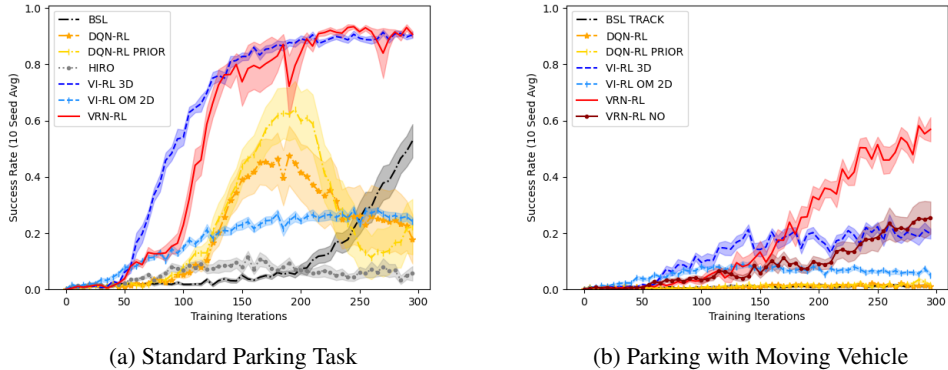 BSL
DQN-RL
DQN-RL PRIOR
HIRO
VI-RL 3D
VI-RL OM 2D
VRN-RL
Success Rate (10 Seed Avg)
1.0
0.8
0.6
0.4
0.2
0.0
0 50 100 150 200 250 300
Training Iterations
(a) Standard Parking Task
BSL TRACK
DQN-RL
DQN-RL PRIOR
VI-RL 3D
VI-RL OM 2D
VRN-RL
VRN-RL NO
Success Rate (10 Seed Avg)
1.0
0.8
0.6
0.4
0.2
0.0
0 50 100 150 200 250 300
Training Iterations
(b) Parking with Moving Vehicle